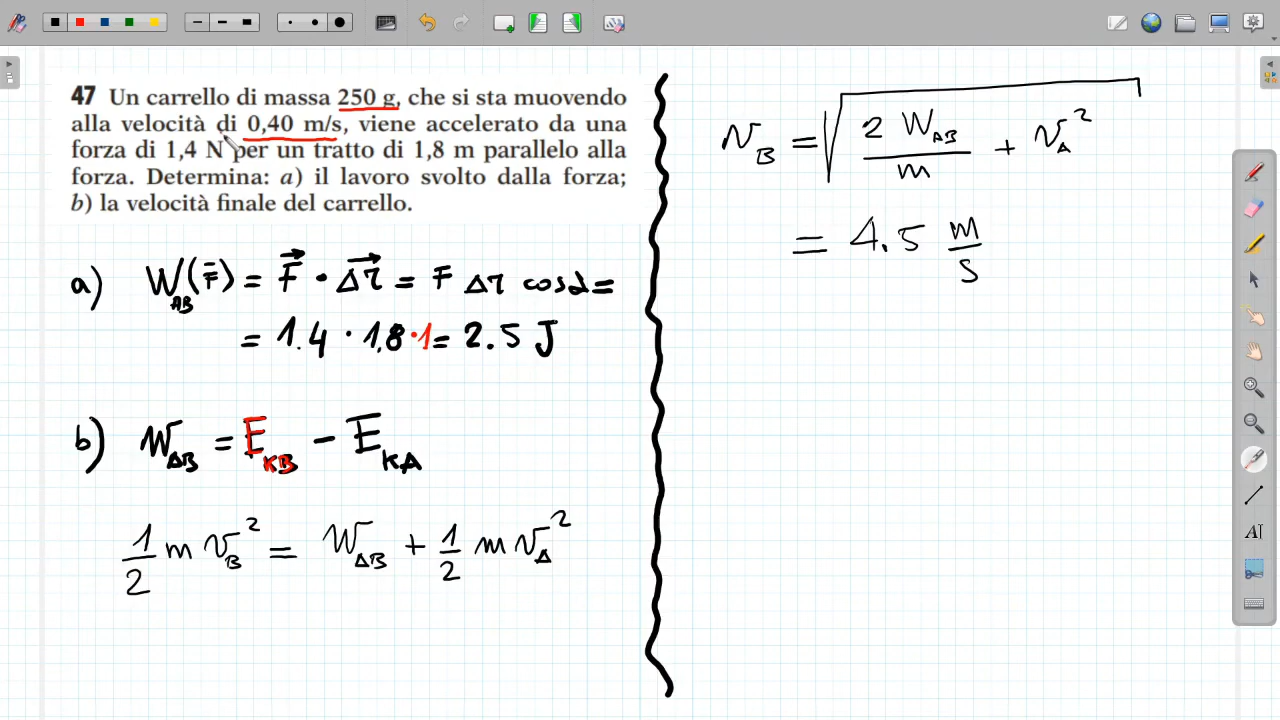 47 Un carrello di massa 250 g, che si sta muovendo
alla velocità di 0,40 m/s, viene accelerato da una
forza di 1,4 N per un tratto di 1,8 m parallelo alla
forza. Determina: a) il lavoro svolto dalla forza;
b) la velocità finale del carrello.
a) W_AB(F̄) = F⃗ · Δr⃗ = F Δr cosα =
= 1.4 · 1.8 · 1 = 2.5 J
b) W_AB = E_KB − E_KA
1/2 m v_B² = W_AB + 1/2 m v_A²
v_B = √(2 W_AB / m + v_A²)
= 4.5 m/s